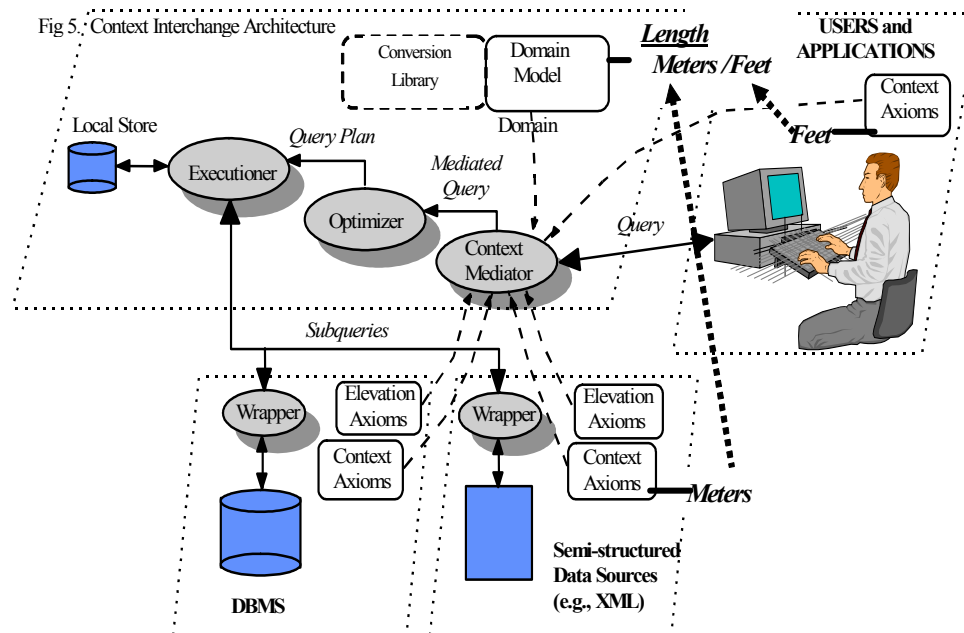 Fig 5. Context Interchange Architecture
Conversion
Library
Domain
Model
Length
Meters /Feet
USERS and
APPLICATIONS
Context
Axioms
Feet
Domain
Local Store
Query Plan
Mediated
Query
Executioner
Optimizer
Context
Mediator
Query
Subqueries
Wrapper
Elevation
Axioms
Context
Axioms
Wrapper
Elevation
Axioms
Context
Axioms
Meters
DBMS
Semi-structured
Data Sources
(e.g., XML)